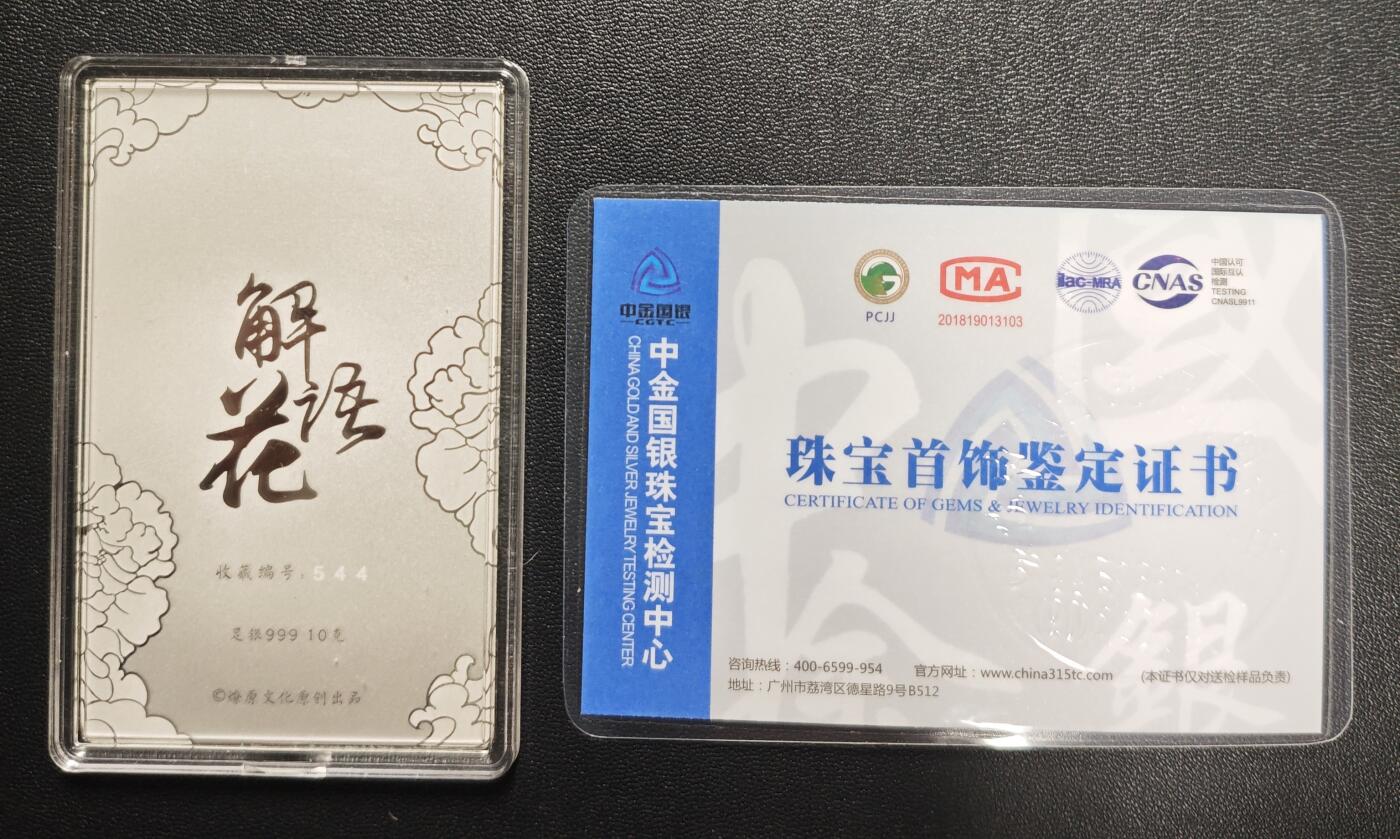 解语花
收藏编号:544
足银999 10克
©燎原文化原创出品
中金国银
CGTC
中金国银珠宝检测中心
CHINA GOLD AND SILVER JEWELRY TESTING CENTER
PCJJ
MA
201819013103
ilac-MRA
CNAS
中国认可
国际互认
检测
TESTING
CNASL9911
珠宝首饰鉴定证书
CERTIFICATE OF GEMS & JEWELRY IDENTIFICATION
咨询热线:400-6599-954 官方网址:www.china315tc.com (本证书仅对送检样品负责)
地址:广州市荔湾区德星路9号B512
中金
國銀